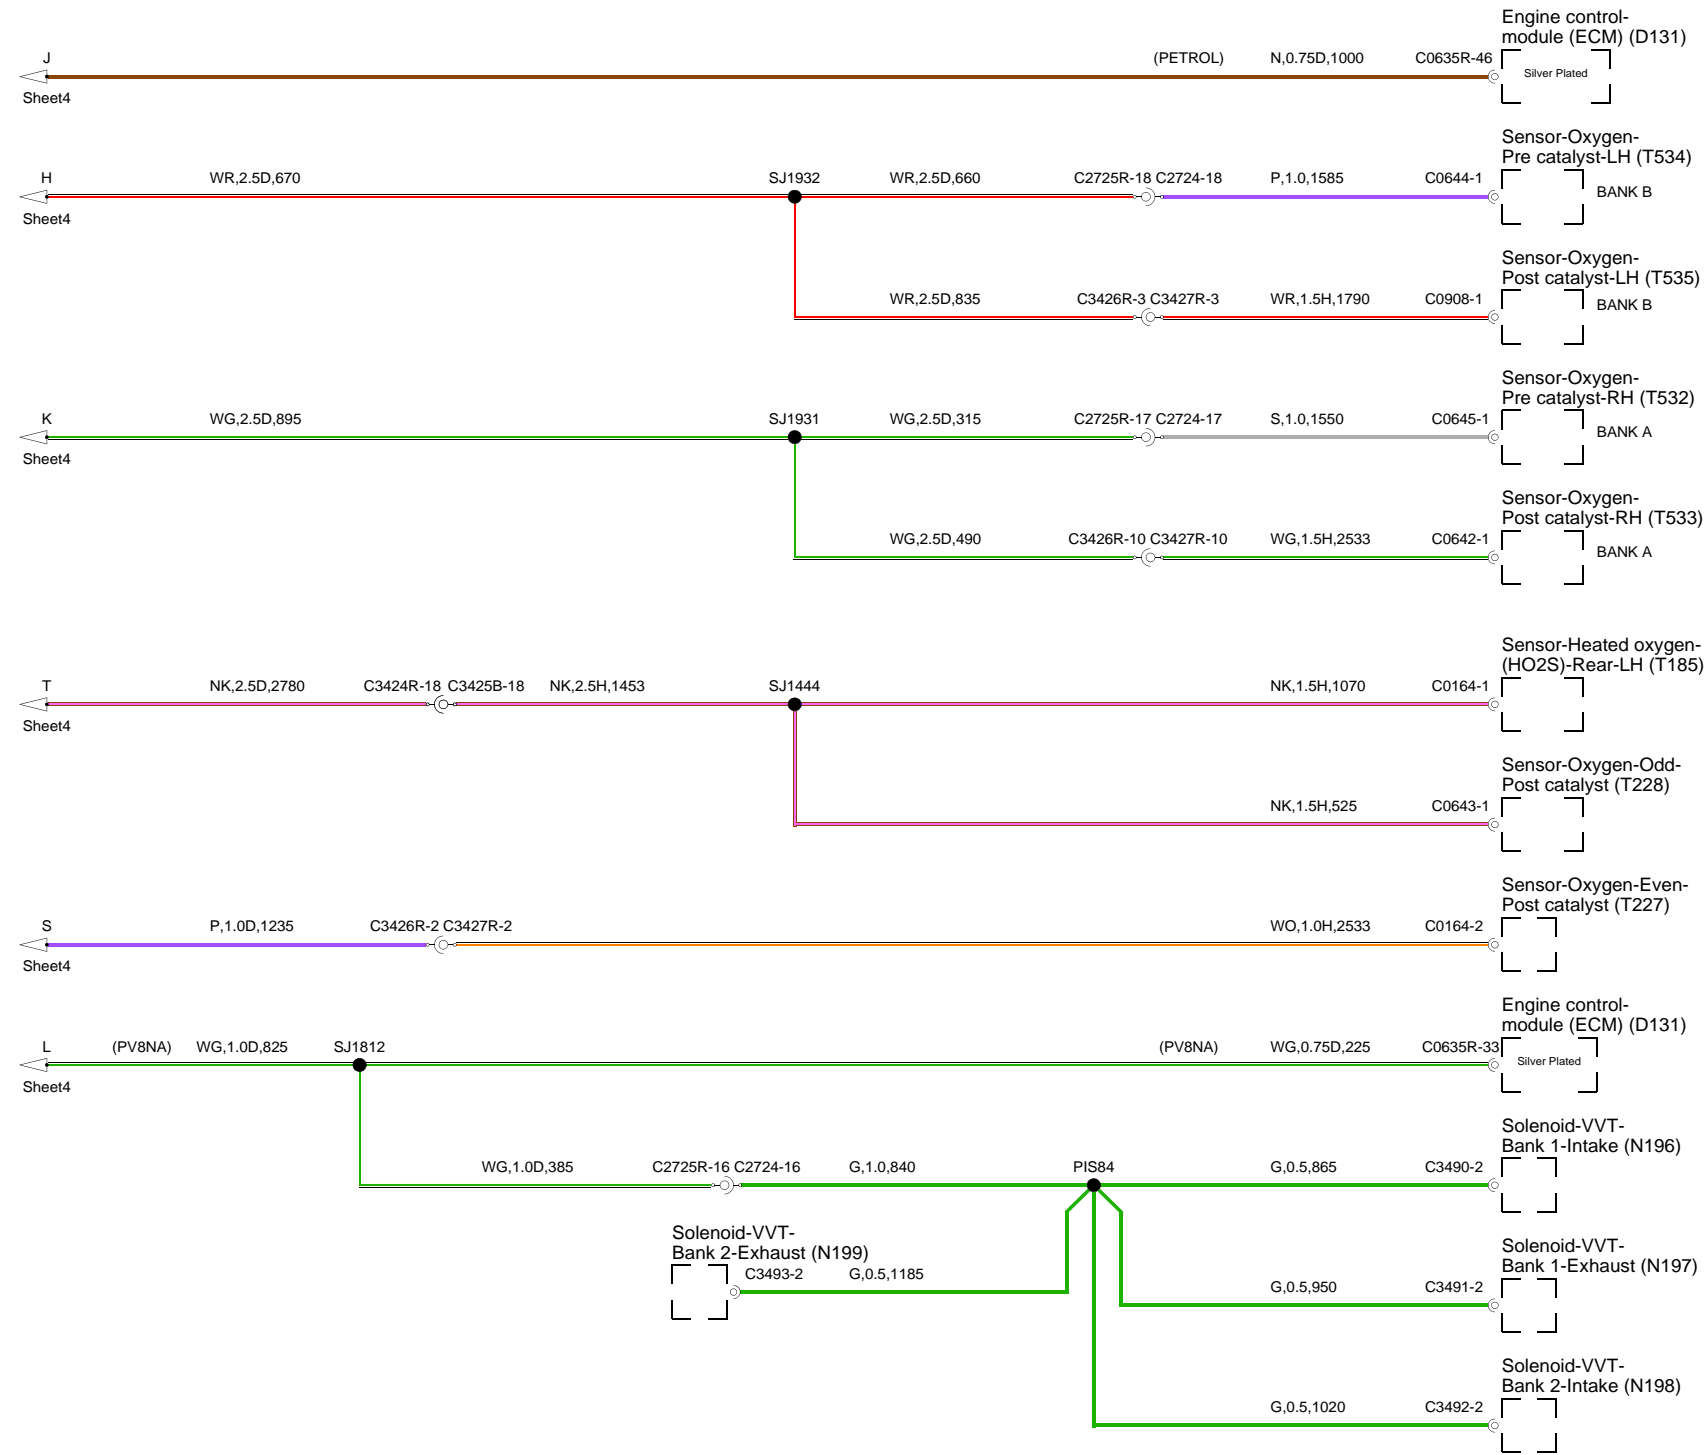 Engine control-
module (ECM) (D131)
J
(PETROL)
N,0.75D,1000
C0635R-46
Silver Plated
Sheet4
Sensor-Oxygen-
Pre catalyst-LH (T534)
H
WR,2.5D,670
SJ1932
WR,2.5D,660
C2725R-18 C2724-18
P,1.0,1585
C0644-1
BANK B
Sheet4
Sensor-Oxygen-
Post catalyst-LH (T535)
WR,2.5D,835
C3426R-3 C3427R-3
WR,1.5H,1790
C0908-1
BANK B
Sensor-Oxygen-
Pre catalyst-RH (T532)
K
WG,2.5D,895
SJ1931
WG,2.5D,315
C2725R-17 C2724-17
S,1.0,1550
C0645-1
BANK A
Sheet4
Sensor-Oxygen-
Post catalyst-RH (T533)
WG,2.5D,490
C3426R-10 C3427R-10
WG,1.5H,2533
C0642-1
BANK A
Sensor-Heated oxygen-
(HO2S)-Rear-LH (T185)
T
NK,2.5D,2780
C3424R-18 C3425B-18
NK,2.5H,1453
SJ1444
NK,1.5H,1070
C0164-1
Sheet4
Sensor-Oxygen-Odd-
Post catalyst (T228)
NK,1.5H,525
C0643-1
Sensor-Oxygen-Even-
Post catalyst (T227)
S
P,1.0D,1235
C3426R-2 C3427R-2
WO,1.0H,2533
C0164-2
Sheet4
Engine control-
module (ECM) (D131)
L
(PV8NA)
WG,1.0D,825
SJ1812
(PV8NA)
WG,0.75D,225
C0635R-33
Silver Plated
Sheet4
Solenoid-VVT-
Bank 1-Intake (N196)
WG,1.0D,385
C2725R-16 C2724-16
G,1.0,840
PIS84
G,0.5,865
C3490-2
Solenoid-VVT-
Bank 2-Exhaust (N199)
C3493-2
G,0.5,1185
Solenoid-VVT-
Bank 1-Exhaust (N197)
G,0.5,950
C3491-2
Solenoid-VVT-
Bank 2-Intake (N198)
G,0.5,1020
C3492-2